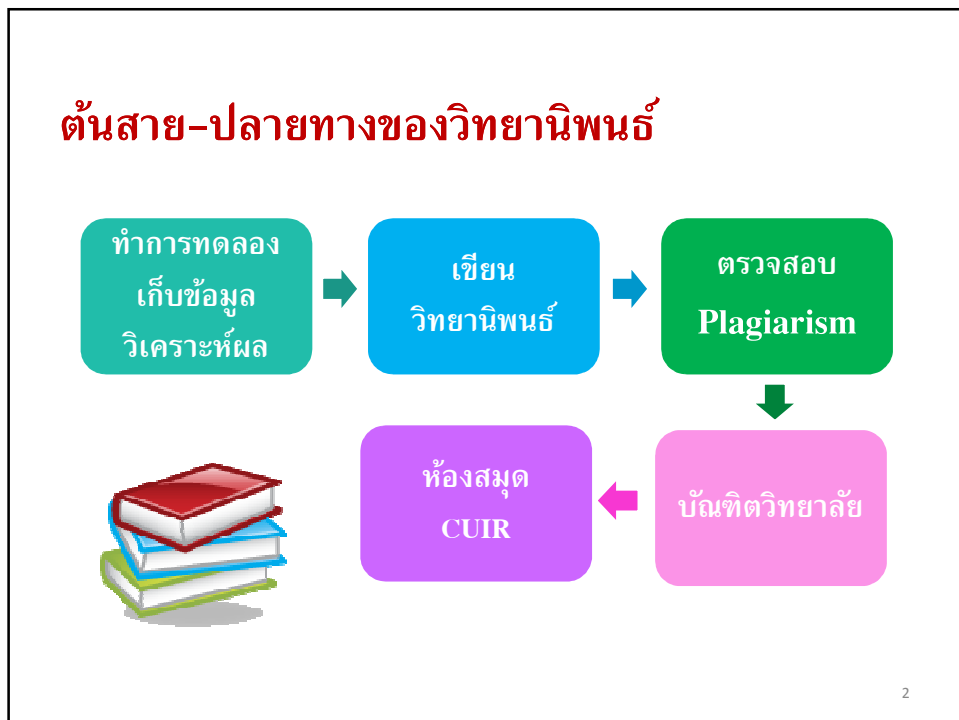 ต้นสาย-ปลายทางของวิทยานิพนธ์
ทำการทดลอง
เก็บข้อมูล
วิเคราะห์ผล
เขียน
วิทยานิพนธ์
ตรวจสอบ
Plagiarism
บัณฑิตวิทยาลัย
ห้องสมุด
CUIR
2